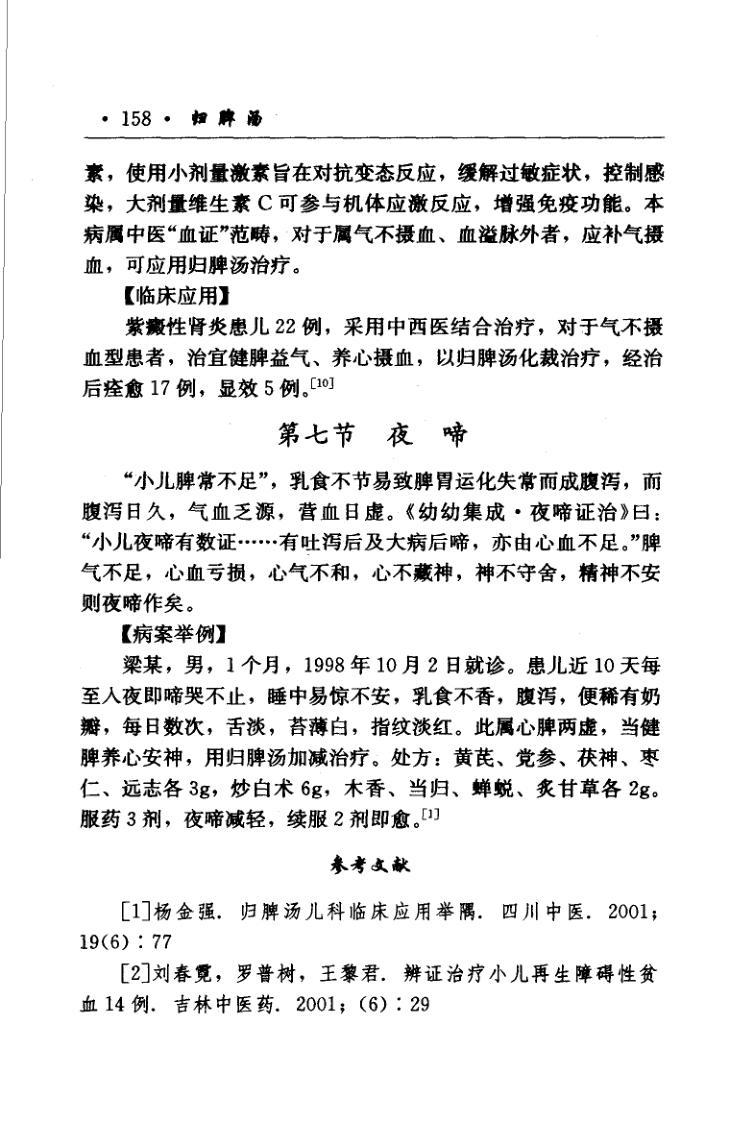 · 158 · 归脾汤
素，使用小剂量激素旨在对抗变态反应，缓解过敏症状，控制感
染，大剂量维生素 C 可参与机体应激反应，增强免疫功能。本
病属中医“血证”范畴，对于属气不摄血、血溢脉外者，应补气摄
血，可应用归脾汤治疗。
【临床应用】
紫癜性肾炎患儿 22 例，采用中西医结合治疗，对于气不摄
血型患者，治宜健脾益气、养心摄血，以归脾汤化裁治疗，经治
后痊愈 17 例，显效 5 例。[10]
第七节 夜 啼
“小儿脾常不足”，乳食不节易致脾胃运化失常而成腹泻，而
腹泻日久，气血乏源，营血日虚。《幼幼集成·夜啼证治》曰：
“小儿夜啼有数证……有吐泻后及大病后啼，亦由心血不足。”脾
气不足，心血亏损，心气不和，心不藏神，神不守舍，精神不安
则夜啼作矣。
【病案举例】
梁某，男，1 个月，1998 年 10 月 2 日就诊。患儿近 10 天每
至入夜即啼哭不止，睡中易惊不安，乳食不香，腹泻，便稀有奶
瓣，每日数次，舌淡，苔薄白，指纹淡红。此属心脾两虚，当健
脾养心安神，用归脾汤加减治疗。处方：黄芪、党参、茯神、枣
仁、远志各 3g，炒白术 6g，木香、当归、蝉蜕、炙甘草各 2g。
服药 3 剂，夜啼减轻，续服 2 剂即愈。[1]
参考文献
[1]杨金强．归脾汤儿科临床应用举隅．四川中医．2001；
19(6)：77
[2]刘春霓，罗普树，王黎君．辨证治疗小儿再生障碍性贫
血 14 例．吉林中医药．2001；(6)：29